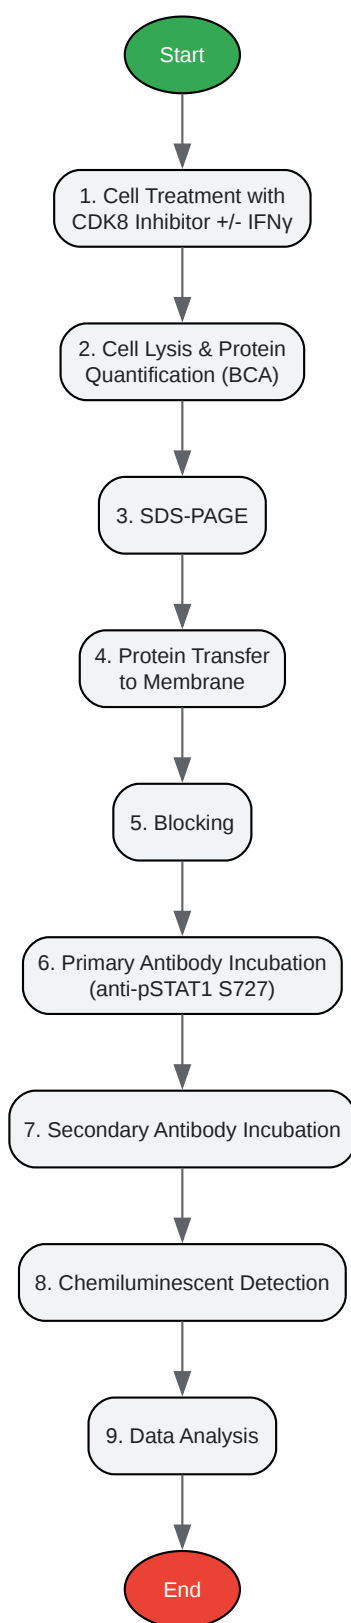 Start
1. Cell Treatment with
CDK8 Inhibitor +/- IFNγ
2. Cell Lysis & Protein
Quantification (BCA)
3. SDS-PAGE
4. Protein Transfer
to Membrane
5. Blocking
6. Primary Antibody Incubation
(anti-pSTAT1 S727)
7. Secondary Antibody Incubation
8. Chemiluminescent Detection
9. Data Analysis
End